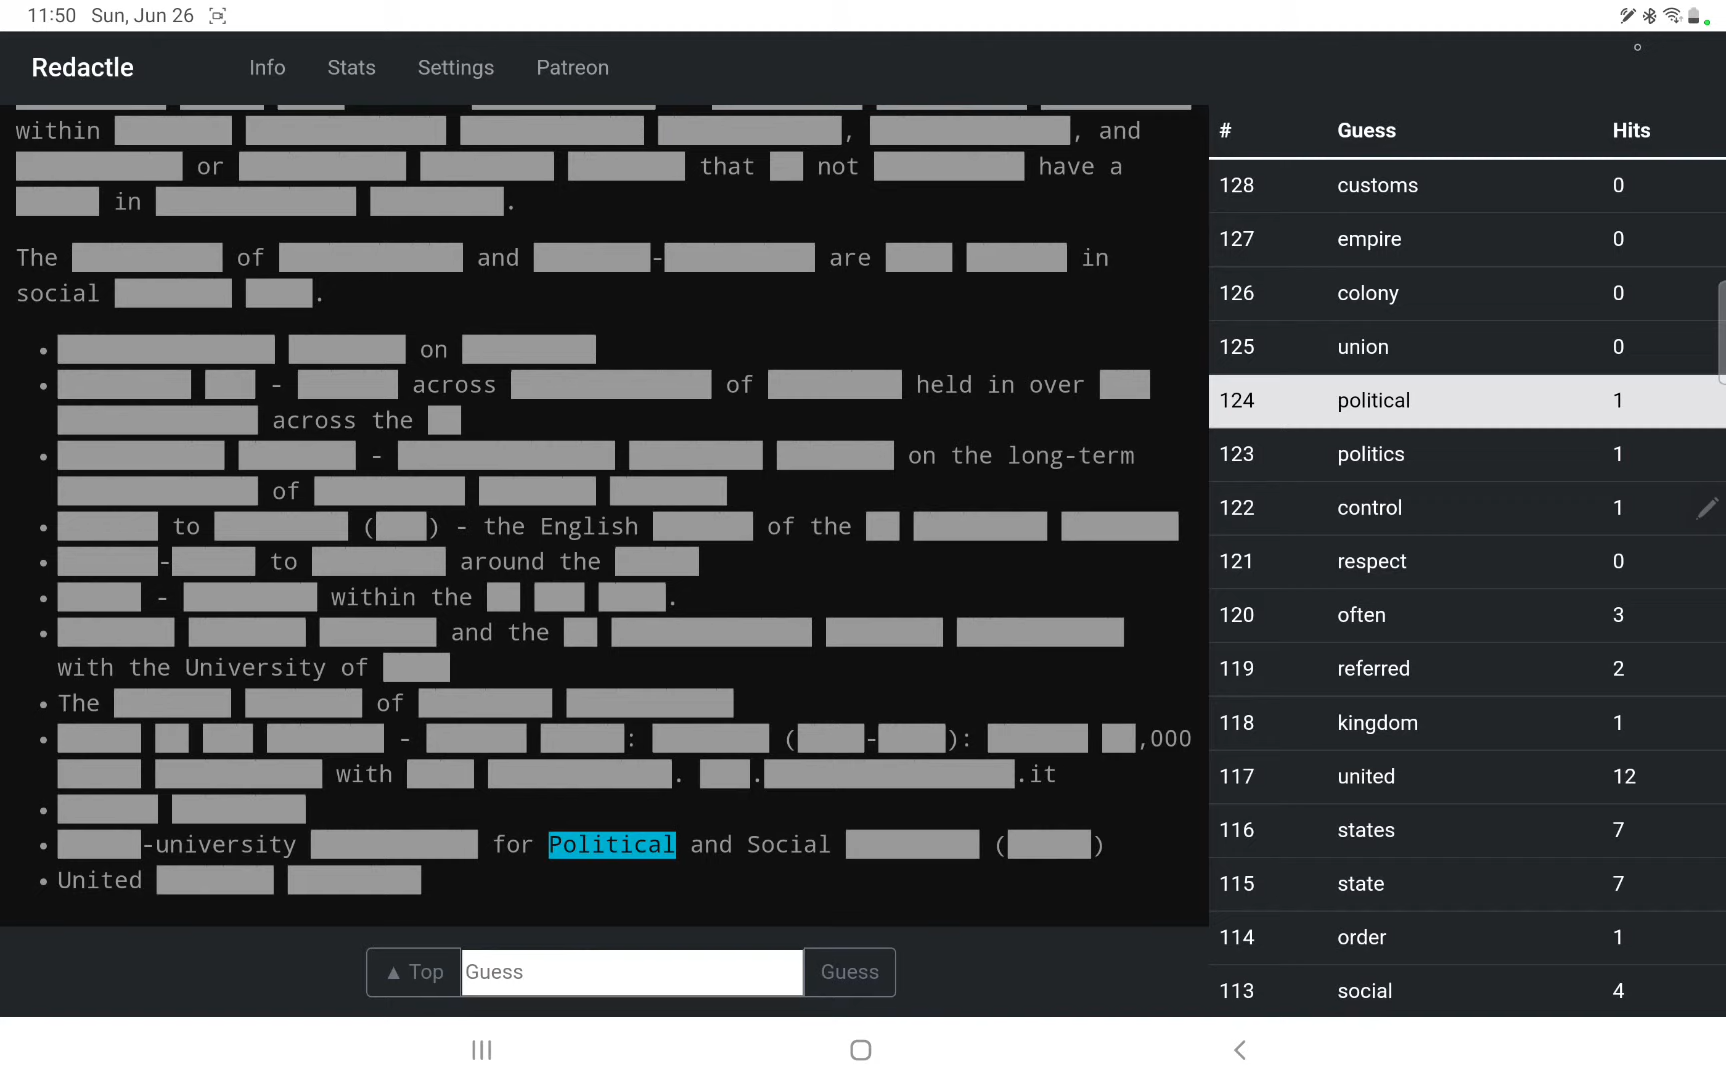 11:50 Sun, Jun 26
Redactle Info Stats Settings Patreon
within , , and
or that not have a
in .
The of and - are in
social .
on
- across of held in over
across the
- on the long-term
of
to ( ) - the English of the
- to around the
- within the .
and the
with the University of
The of
- : ( - ): ,000
with . .it
-university for Political and Social ( )
United
▲ Top Guess Guess
# Guess Hits
128 customs 0
127 empire 0
126 colony 0
125 union 0
124 political 1
123 politics 1
122 control 1
121 respect 0
120 often 3
119 referred 2
118 kingdom 1
117 united 12
116 states 7
115 state 7
114 order 1
113 social 4